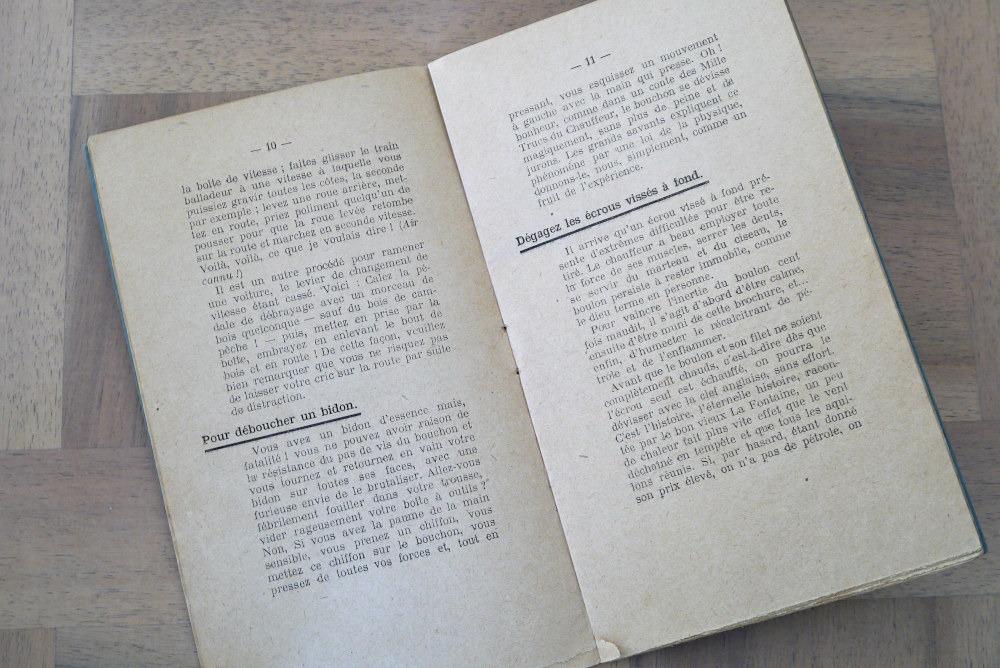 — 10 —
la boîte de vitesse ; faites glisser le train
balladeur à une vitesse à laquelle vous
puissiez gravir toutes les côtes, la seconde
par exemple ; levez une roue arrière, met-
tez en route, priez poliment quelqu'un de
pousser pour que la roue levée retombe
sur la route et marchez en seconde vitesse.
Voilà, voilà, ce que je voulais dire ! (Air
connu !)
Il est un autre procédé pour ramener
une voiture, le levier de changement de
vitesse étant cassé. Voici : Calez la pé-
dale de débrayage avec un morceau de
bois quelconque — sauf du bois de cam-
pêche ! — puis, mettez en prise par la
boîte, embrayez en enlevant le bout de
bois et en route ! De cette façon, veuillez
bien remarquer que vous ne risquez pas
de laisser votre cric sur la route par suite
de distraction.
Pour déboucher un bidon.
Vous avez un bidon d'essence mais,
fatalité ! vous ne pouvez avoir raison de
la résistance du pas de vis du bouchon et
vous tournez et retournez en vain votre
bidon sur toutes ses faces, avec une
furieuse envie de le brutaliser. Allez-vous
fébrilement fouiller dans votre trousse,
vider rageusement votre boîte à outils ?
Non, Si vous avez la paume de la main
sensible, vous prenez un chiffon, vous
mettez ce chiffon sur le bouchon, vous
pressez de toutes vos forces et, tout en
— 11 —
pressant, vous esquissez un mouvement
à gauche avec la main qui presse. Oh !
bonheur, comme dans un conte des Mille
Trucs du Chauffeur, le bouchon se dévisse
magiquement, sans plus de peine et de
jurons. Les grands savants expliquent ce
phénomène par une loi de la physique,
donnons-le, nous, simplement, comme un
fruit de l'expérience.
Dégagez les écrous vissés à fond.
Il arrive qu'un écrou vissé à fond pré-
sente d'extrêmes difficultés pour être re-
tiré. Le chauffeur a beau employer toute
la force de ses muscles, serrer les dents,
se servir du marteau et du ciseau, le
boulon persiste à rester immobile, comme
le dieu terme en personne.
Pour vaincre l'inertie du boulon cent
fois maudit, il s'agit d'abord d'être calme,
ensuite d'être muni de cette brochure, et...
enfin, d'humecter le récalcitrant de pé-
trole et de l'enflammer.
Avant que le boulon et son filet ne soient
complètement chauds, c'est-à-dire dès que
l'écrou seul est échauffé, on pourra le
dévisser avec la clef anglaise, sans effort.
C'est l'histoire, l'éternelle histoire, racon-
tée par le bon vieux La Fontaine, un peu
de chaleur fait plus vite effet que le vent
déchaîné en tempête et que tous les aqui-
lons réunis. Si, par hasard, étant donné
son prix élevé, on n'a pas de pétrole, on